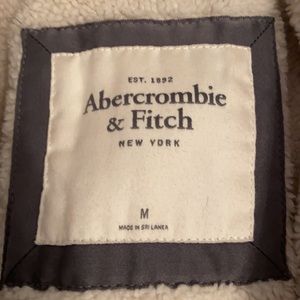 EST. 1892
Abercrombie
& Fitch
NEW YORK
M
MADE IN SRI LANKA